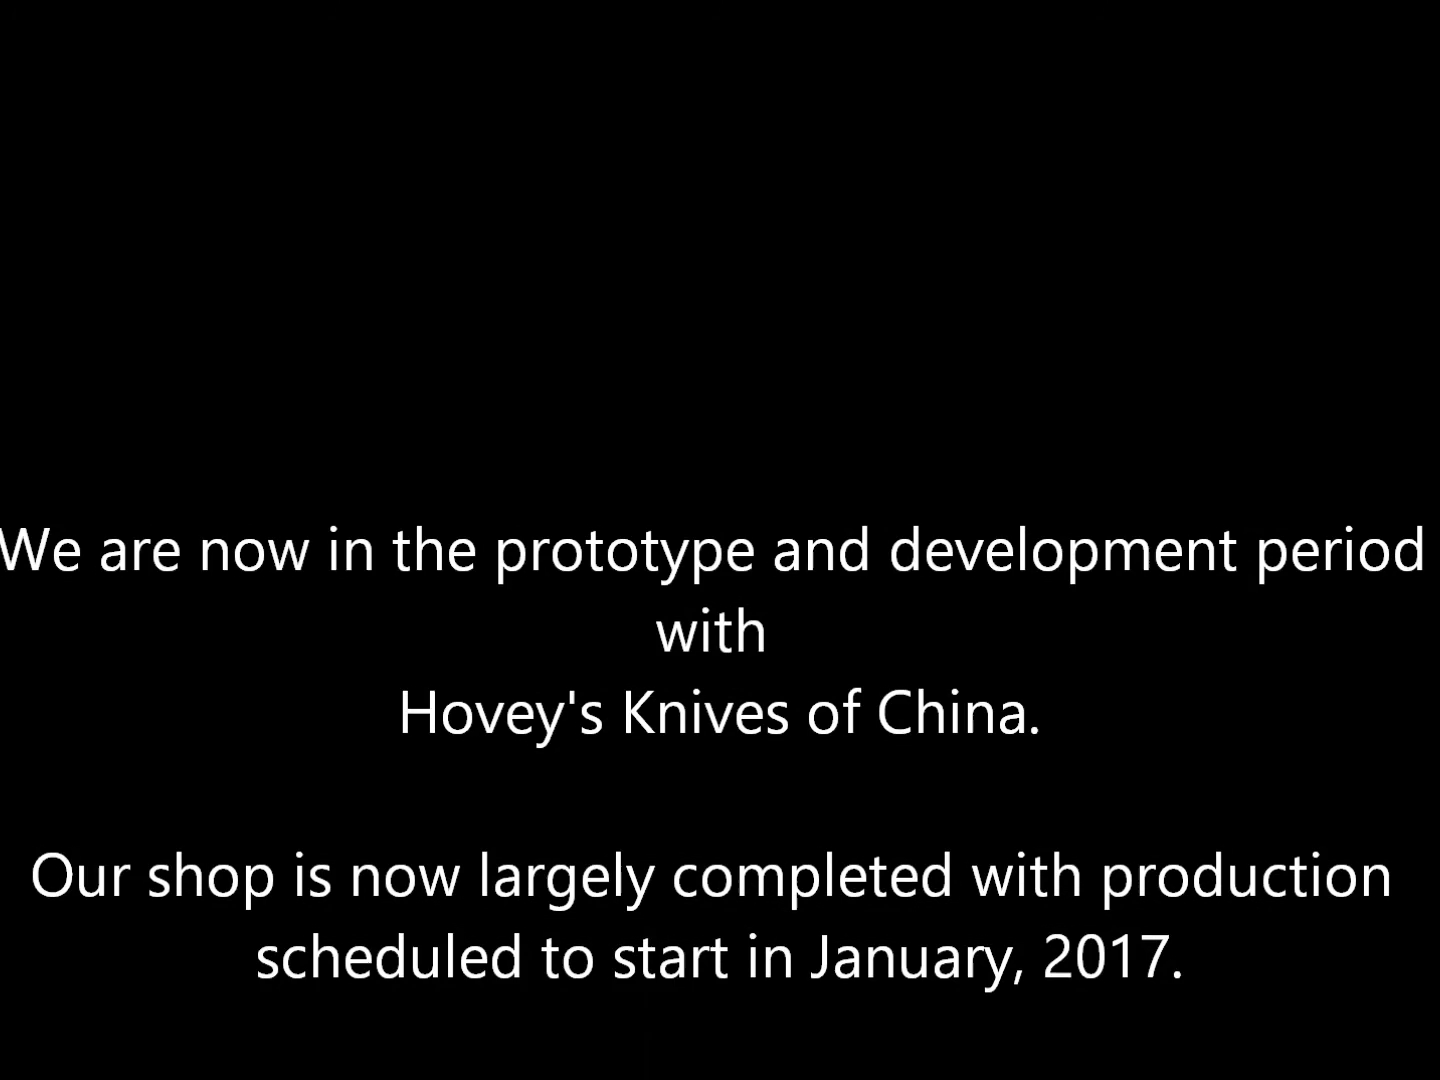 We are now in the prototype and development period
with
Hovey's Knives of China.
Our shop is now largely completed with production
scheduled to start in January, 2017.